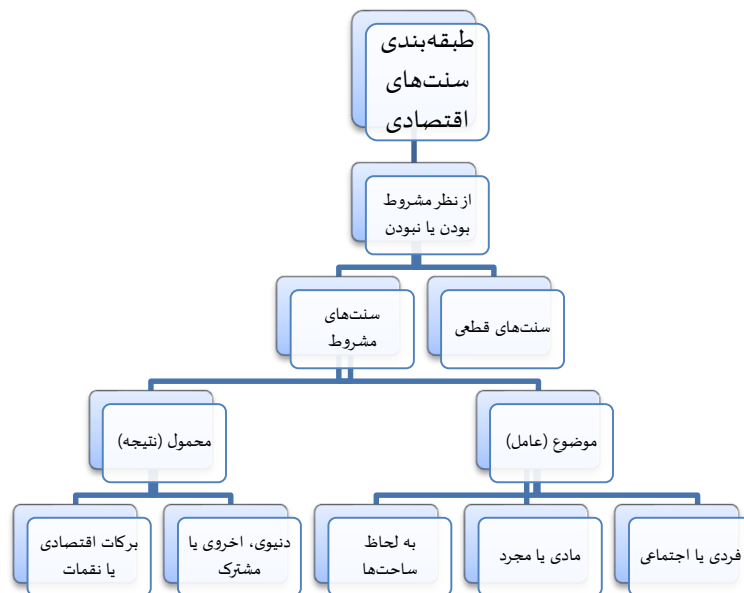 طبقه‌بندی
سنت‌های
اقتصادی
از نظر مشروط
بودن یا نبودن
سنت‌های قطعی
سنت‌های
مشروط
موضوع (عامل)
محمول (نتیجه)
فردی یا اجتماعی
مادی یا مجرد
به لحاظ
ساحت‌ها
دنیوی، اخروی یا
مشترک
برکات اقتصادی
یا نقمات